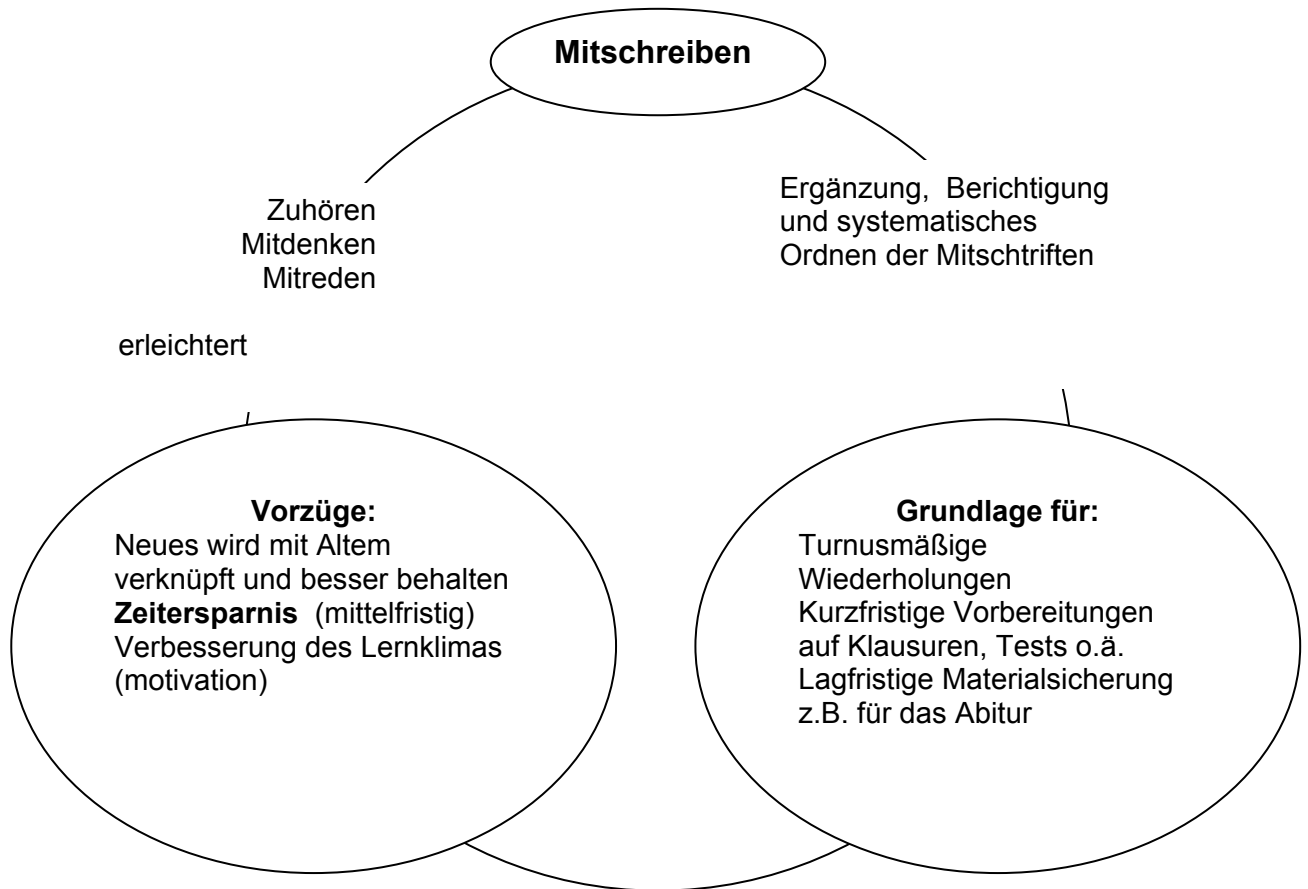 Mitschreiben
Zuhören
Mitdenken
Mitreden
erleichtert
Ergänzung, Berichtigung
und systematisches
Ordnen der Mitschtriften
Vorzüge:
Neues wird mit Altem
verknüpft und besser behalten
Zeitersparnis (mittelfristig)
Verbesserung des Lernklimas
(motivation)
Grundlage für:
Turnusmäßige
Wiederholungen
Kurzfristige Vorbereitungen
auf Klausuren, Tests o.ä.
Lagfristige Materialsicherung
z.B. für das Abitur